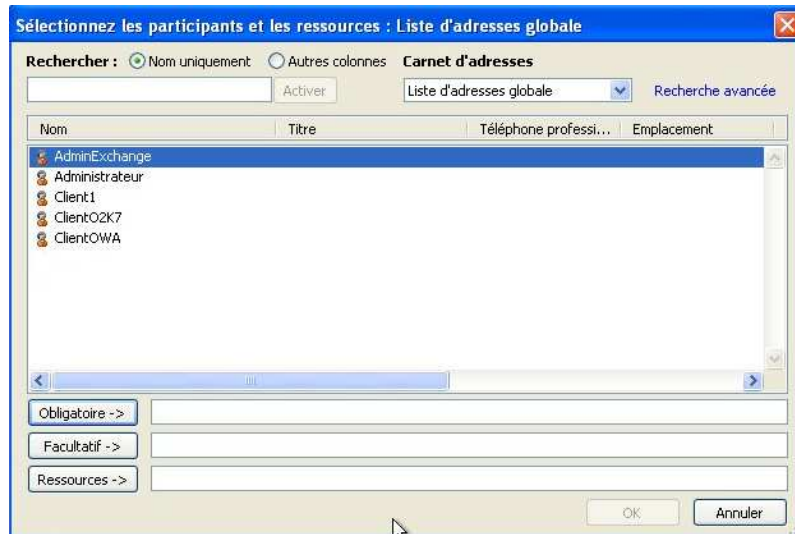 Sélectionnez les participants et les ressources : Liste d'adresses globale
Rechercher : Nom uniquement Autres colonnes Carnet d'adresses
Activer Liste d'adresses globale Recherche avancée
Nom Titre Téléphone professi... Emplacement
AdminExchange
Administrateur
Client1
ClientO2K7
ClientOWA
Obligatoire ->
Facultatif ->
Ressources ->
OK Annuler